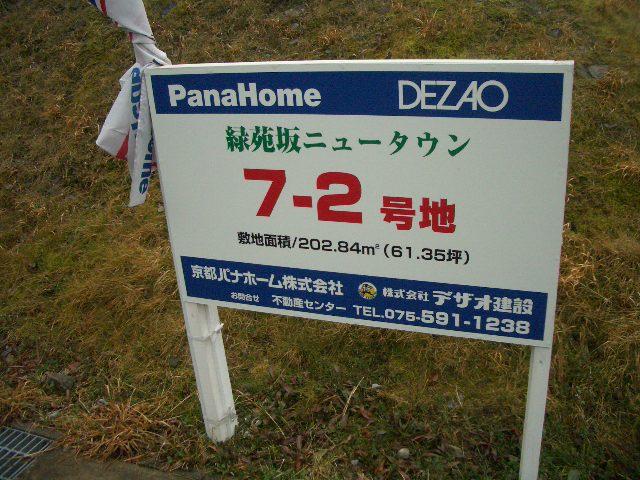 PanaHome DEZAO
緑苑坂ニュータウン
7-2 号地
敷地面積/202.84㎡(61.35坪)
京都パナホーム株式会社 株式会社 デザオ建設
お問合せ 不動産センター TEL.075-591-1238